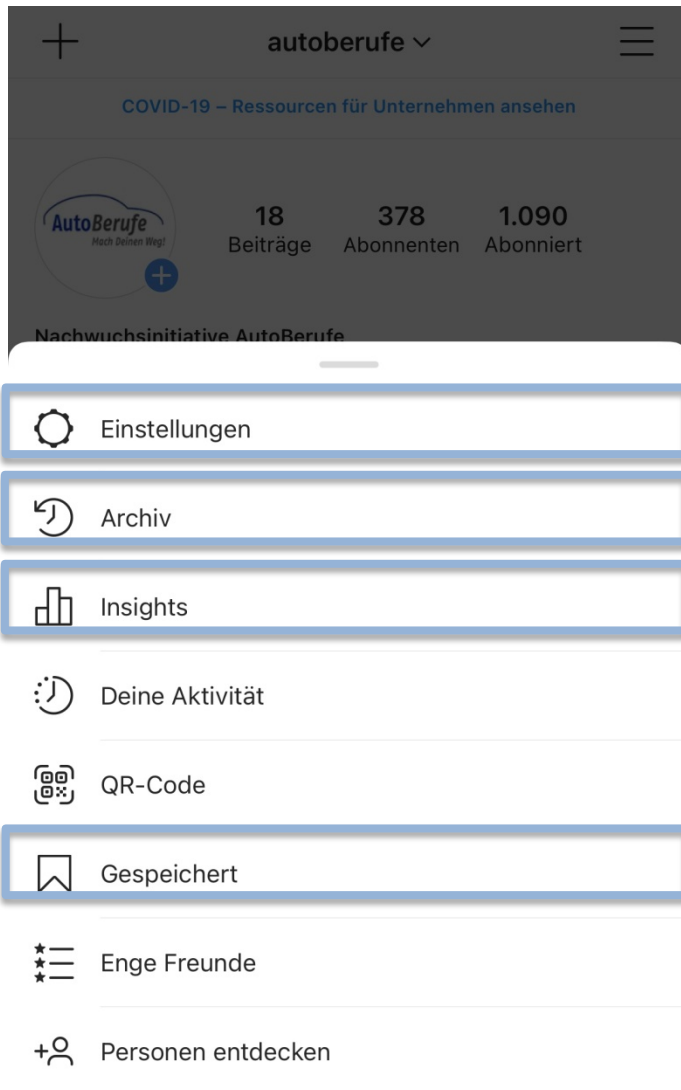 autoberufe
COVID-19 – Ressourcen für Unternehmen ansehen
AutoBerufe
Mach Deinen Weg!
18 378 1.090
Beiträge Abonnenten Abonniert
Nachwuchsinitiative AutoBerufe
Einstellungen
Archiv
Insights
Deine Aktivität
QR-Code
Gespeichert
Enge Freunde
Personen entdecken